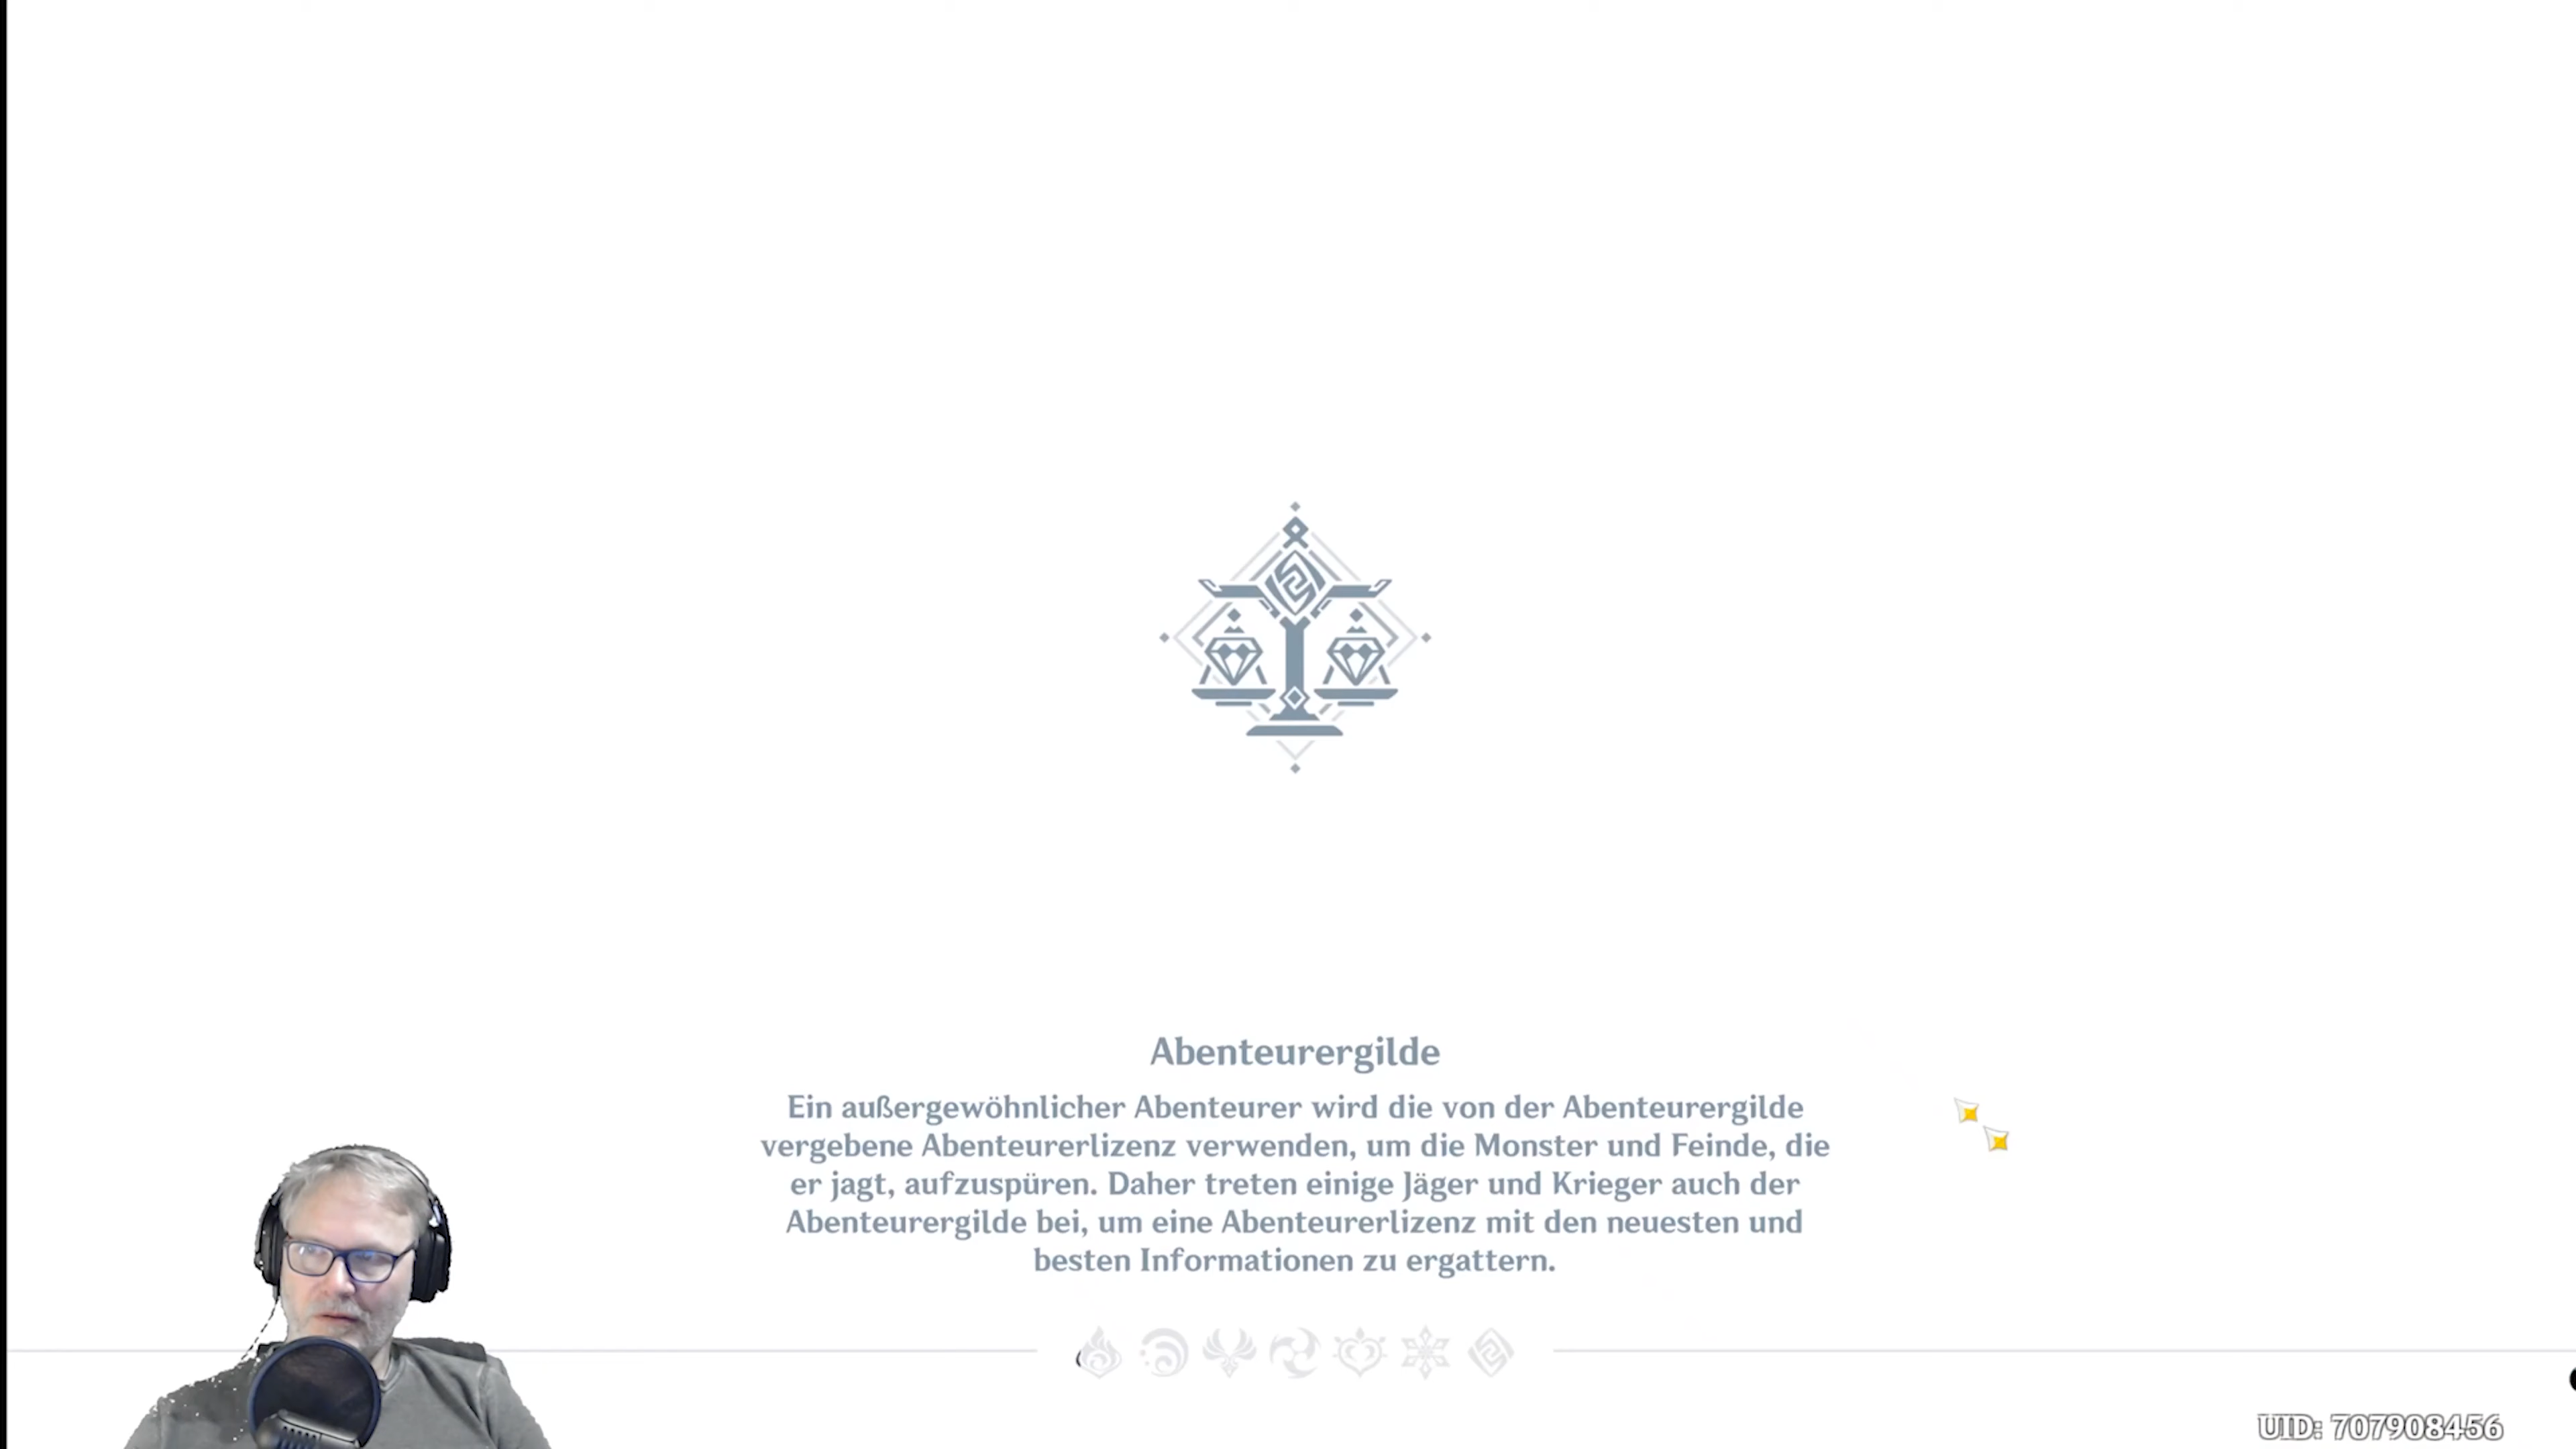 Abenteurergilde
Ein außergewöhnlicher Abenteurer wird die von der Abenteurergilde
vergebene Abenteurerlizenz verwenden, um die Monster und Feinde, die
er jagt, aufzuspüren. Daher treten einige Jäger und Krieger auch der
Abenteurergilde bei, um eine Abenteurerlizenz mit den neuesten und
besten Informationen zu ergattern.
UID: 707908456